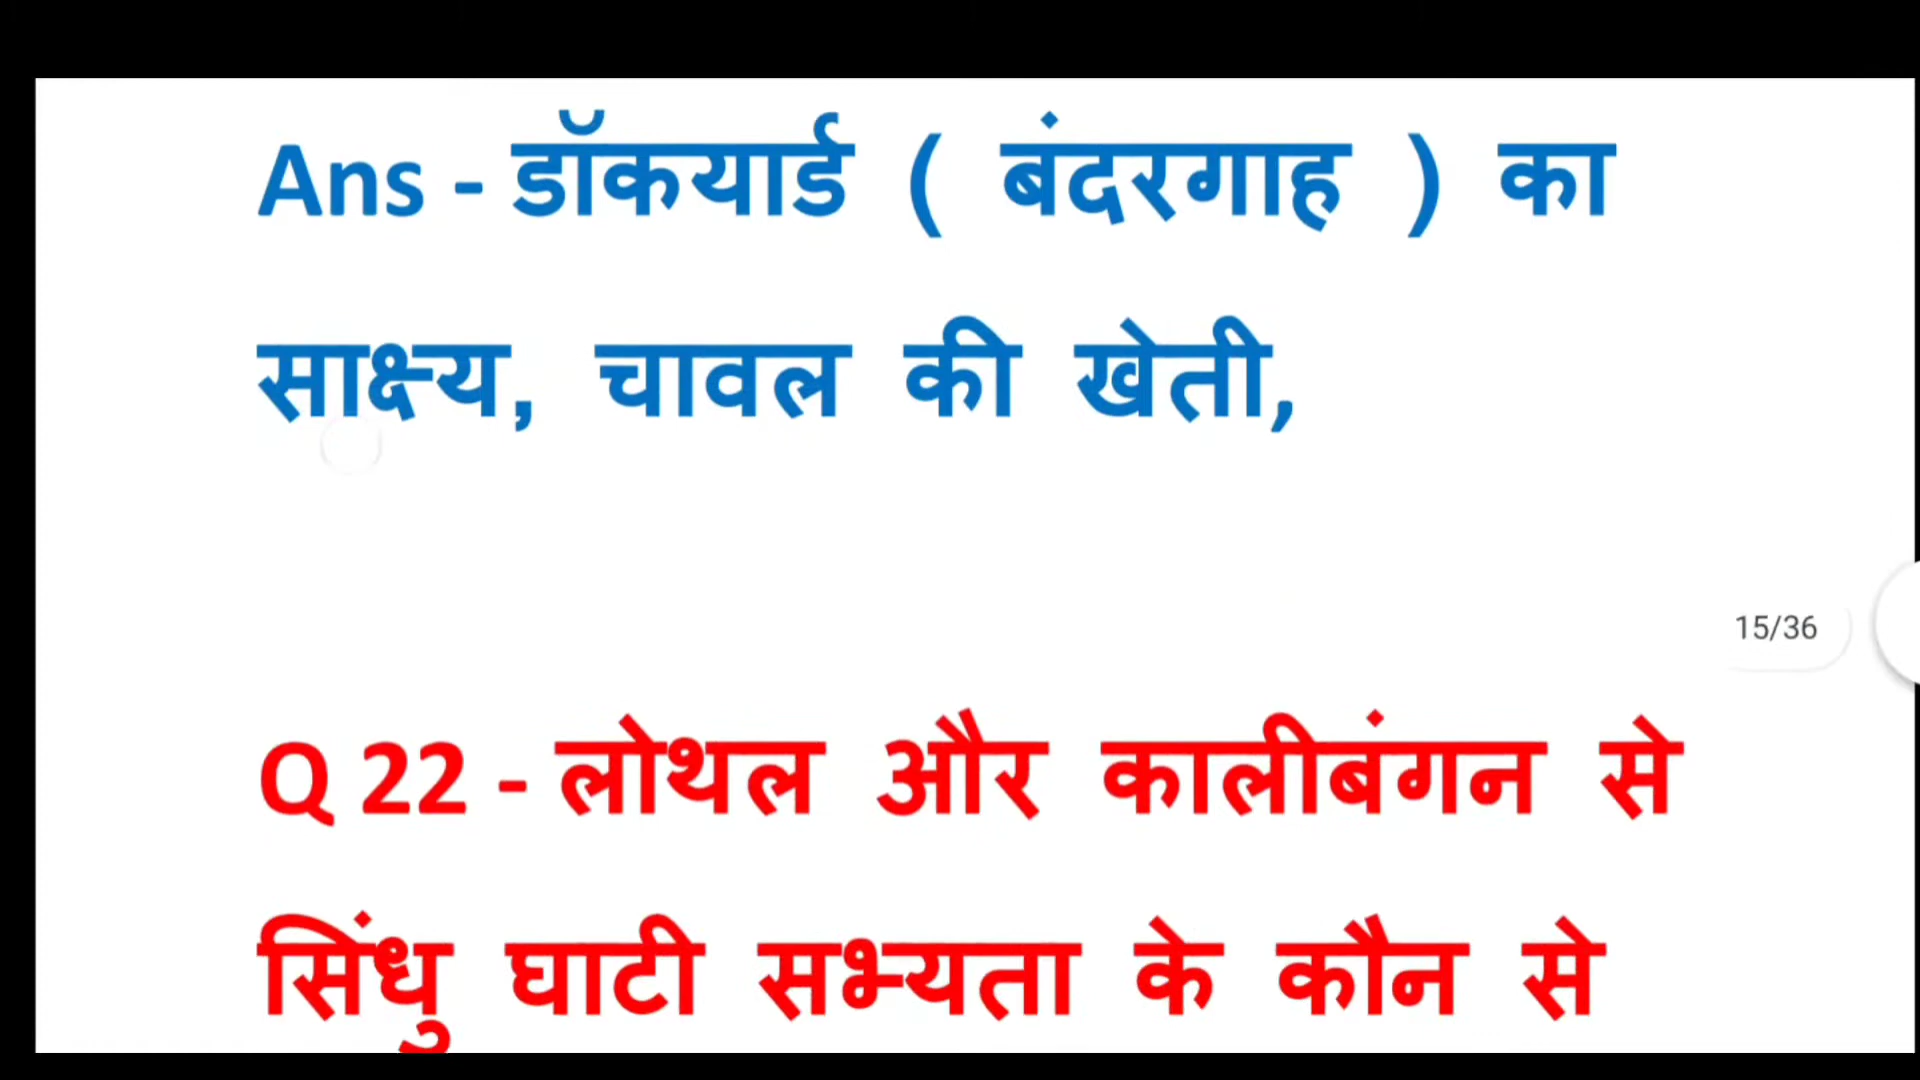 Ans - डॉकयार्ड ( बंदरगाह ) का
साक्ष्य, चावल की खेती,
15/36
Q 22 - लोथल और कालीबंगन से
सिंधु घाटी सभ्यता के कौन से